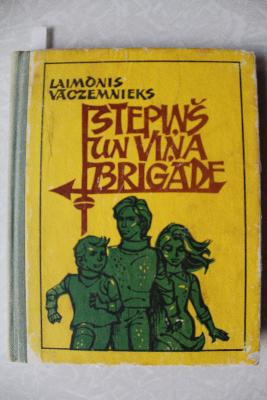 LAIMONIS
VĀCZEMNIEKS
STEPIŅŠ
UN VIŅA
BRIGĀDE